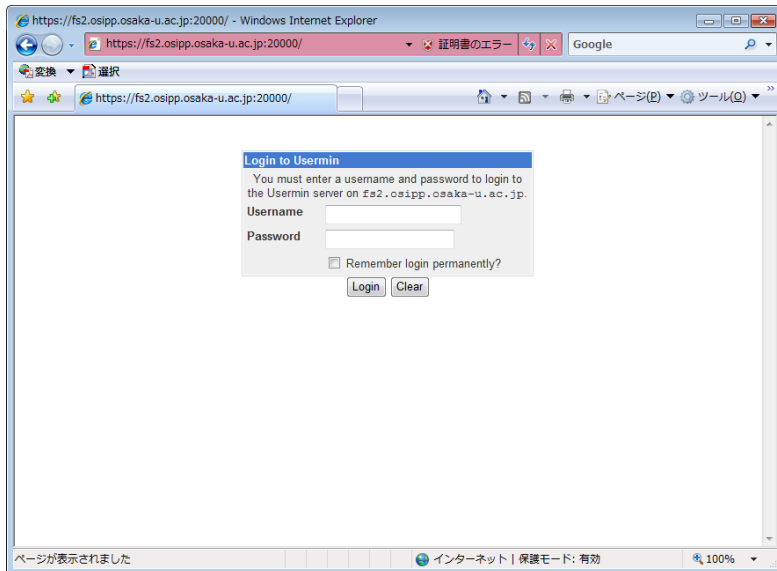 https://fs2.osipp.osaka-u.ac.jp:20000/ - Windows Internet Explorer
https://fs2.osipp.osaka-u.ac.jp:20000/ 証明書のエラー Google
変換 選択
https://fs2.osipp.osaka-u.ac.jp:20000/ ページ(P) ツール(O) »
Login to Usermin
You must enter a username and password to login to
the Usermin server on fs2.osipp.osaka-u.ac.jp.
Username
Password
Remember login permanently?
Login Clear
ページが表示されました インターネット | 保護モード: 有効 100%